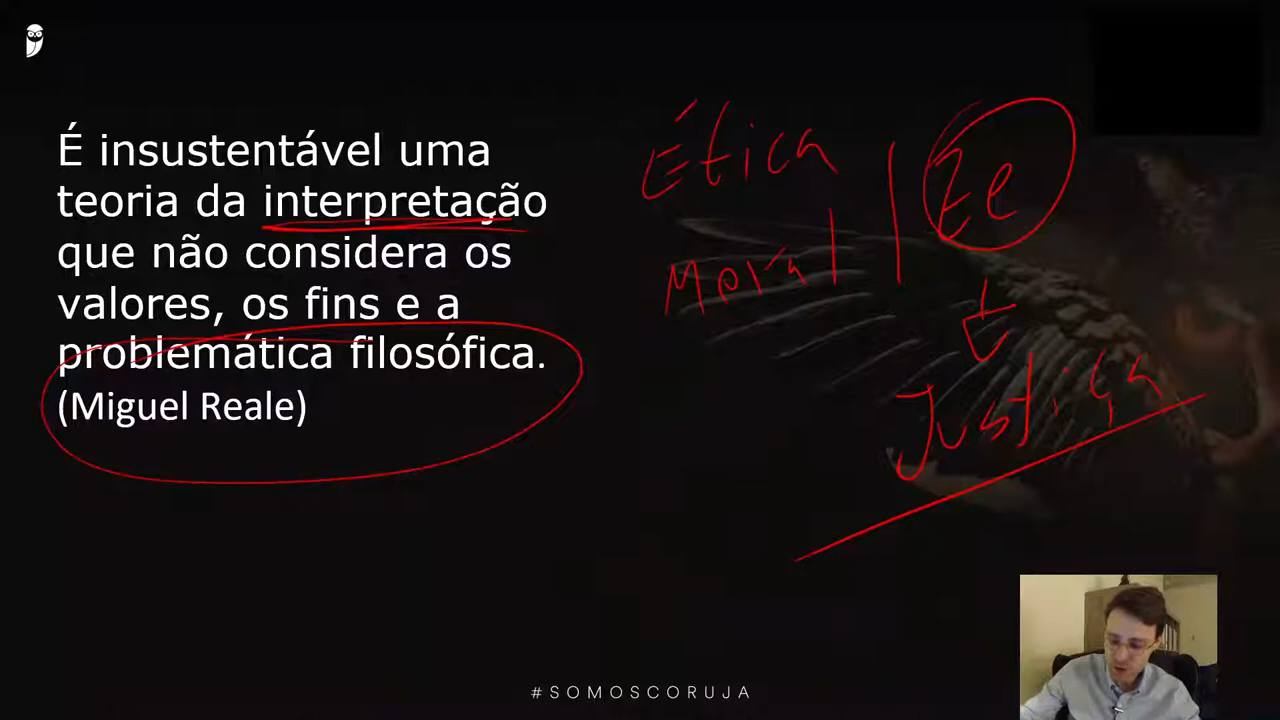 É insustentável uma
teoria da interpretação
que não considera os
valores, os fins e a
problemática filosófica.
(Miguel Reale)
Ética
Moral
Justiça
#SOMOSCORUJA